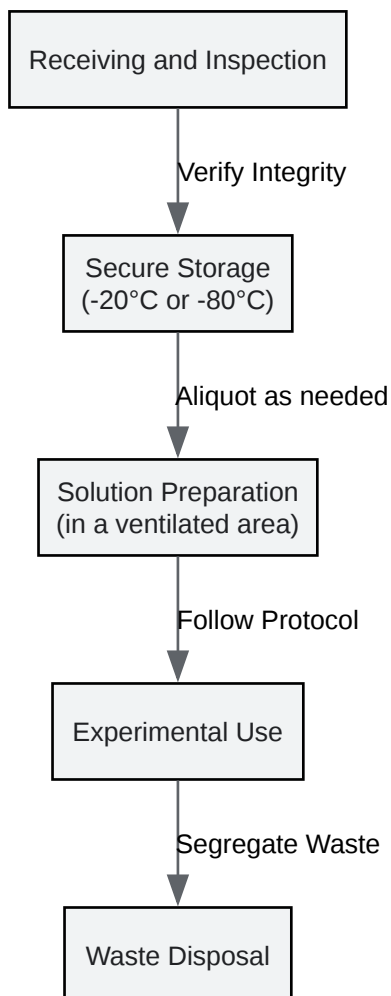 Receiving and Inspection
Verify Integrity
Secure Storage
(-20°C or -80°C)
Aliquot as needed
Solution Preparation
(in a ventilated area)
Follow Protocol
Experimental Use
Segregate Waste
Waste Disposal